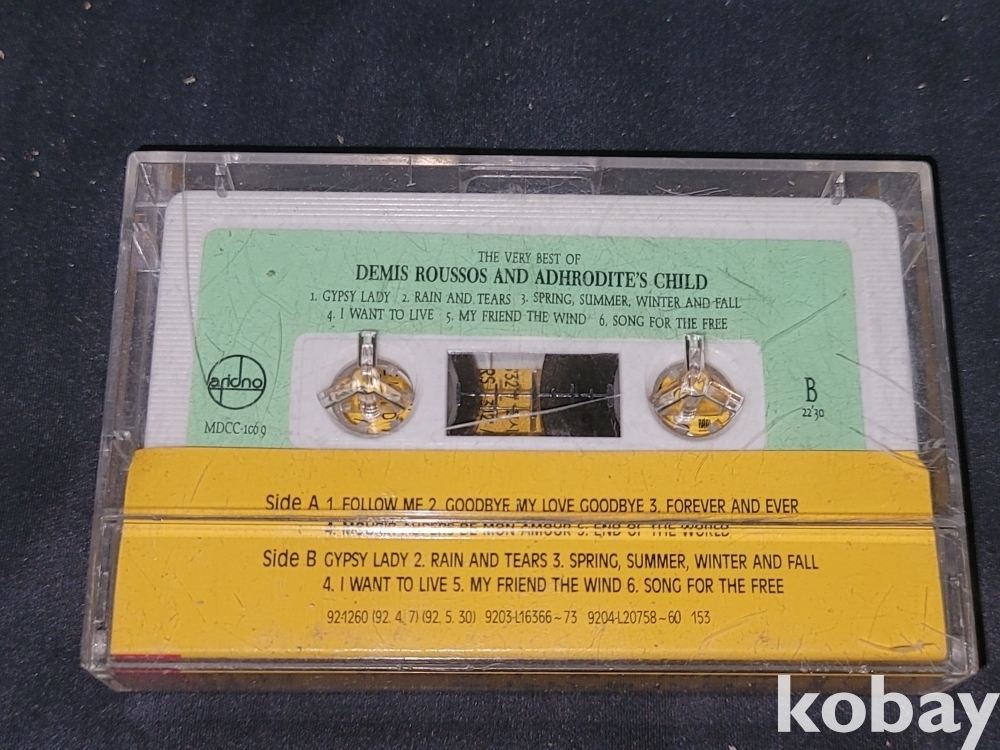 THE VERY BEST OF
DEMIS ROUSSOS AND ADHRODITE'S CHILD
1. GYPSY LADY 2. RAIN AND TEARS 3. SPRING, SUMMER, WINTER AND FALL
4. I WANT TO LIVE 5. MY FRIEND THE WIND 6. SONG FOR THE FREE
MDCC-1009
B
22'30
Side A 1. FOLLOW ME 2. GOODBYE MY LOVE GOODBYE 3. FOREVER AND EVER
DE MON AMOUR 5. END OF THE WORLD
Side B GYPSY LADY 2. RAIN AND TEARS 3. SPRING, SUMMER, WINTER AND FALL
4. I WANT TO LIVE 5. MY FRIEND THE WIND 6. SONG FOR THE FREE
92-1260 (92. 4. 7) (92. 5. 30) 9203-L16366~73 9204-L20758~60 153
kobay